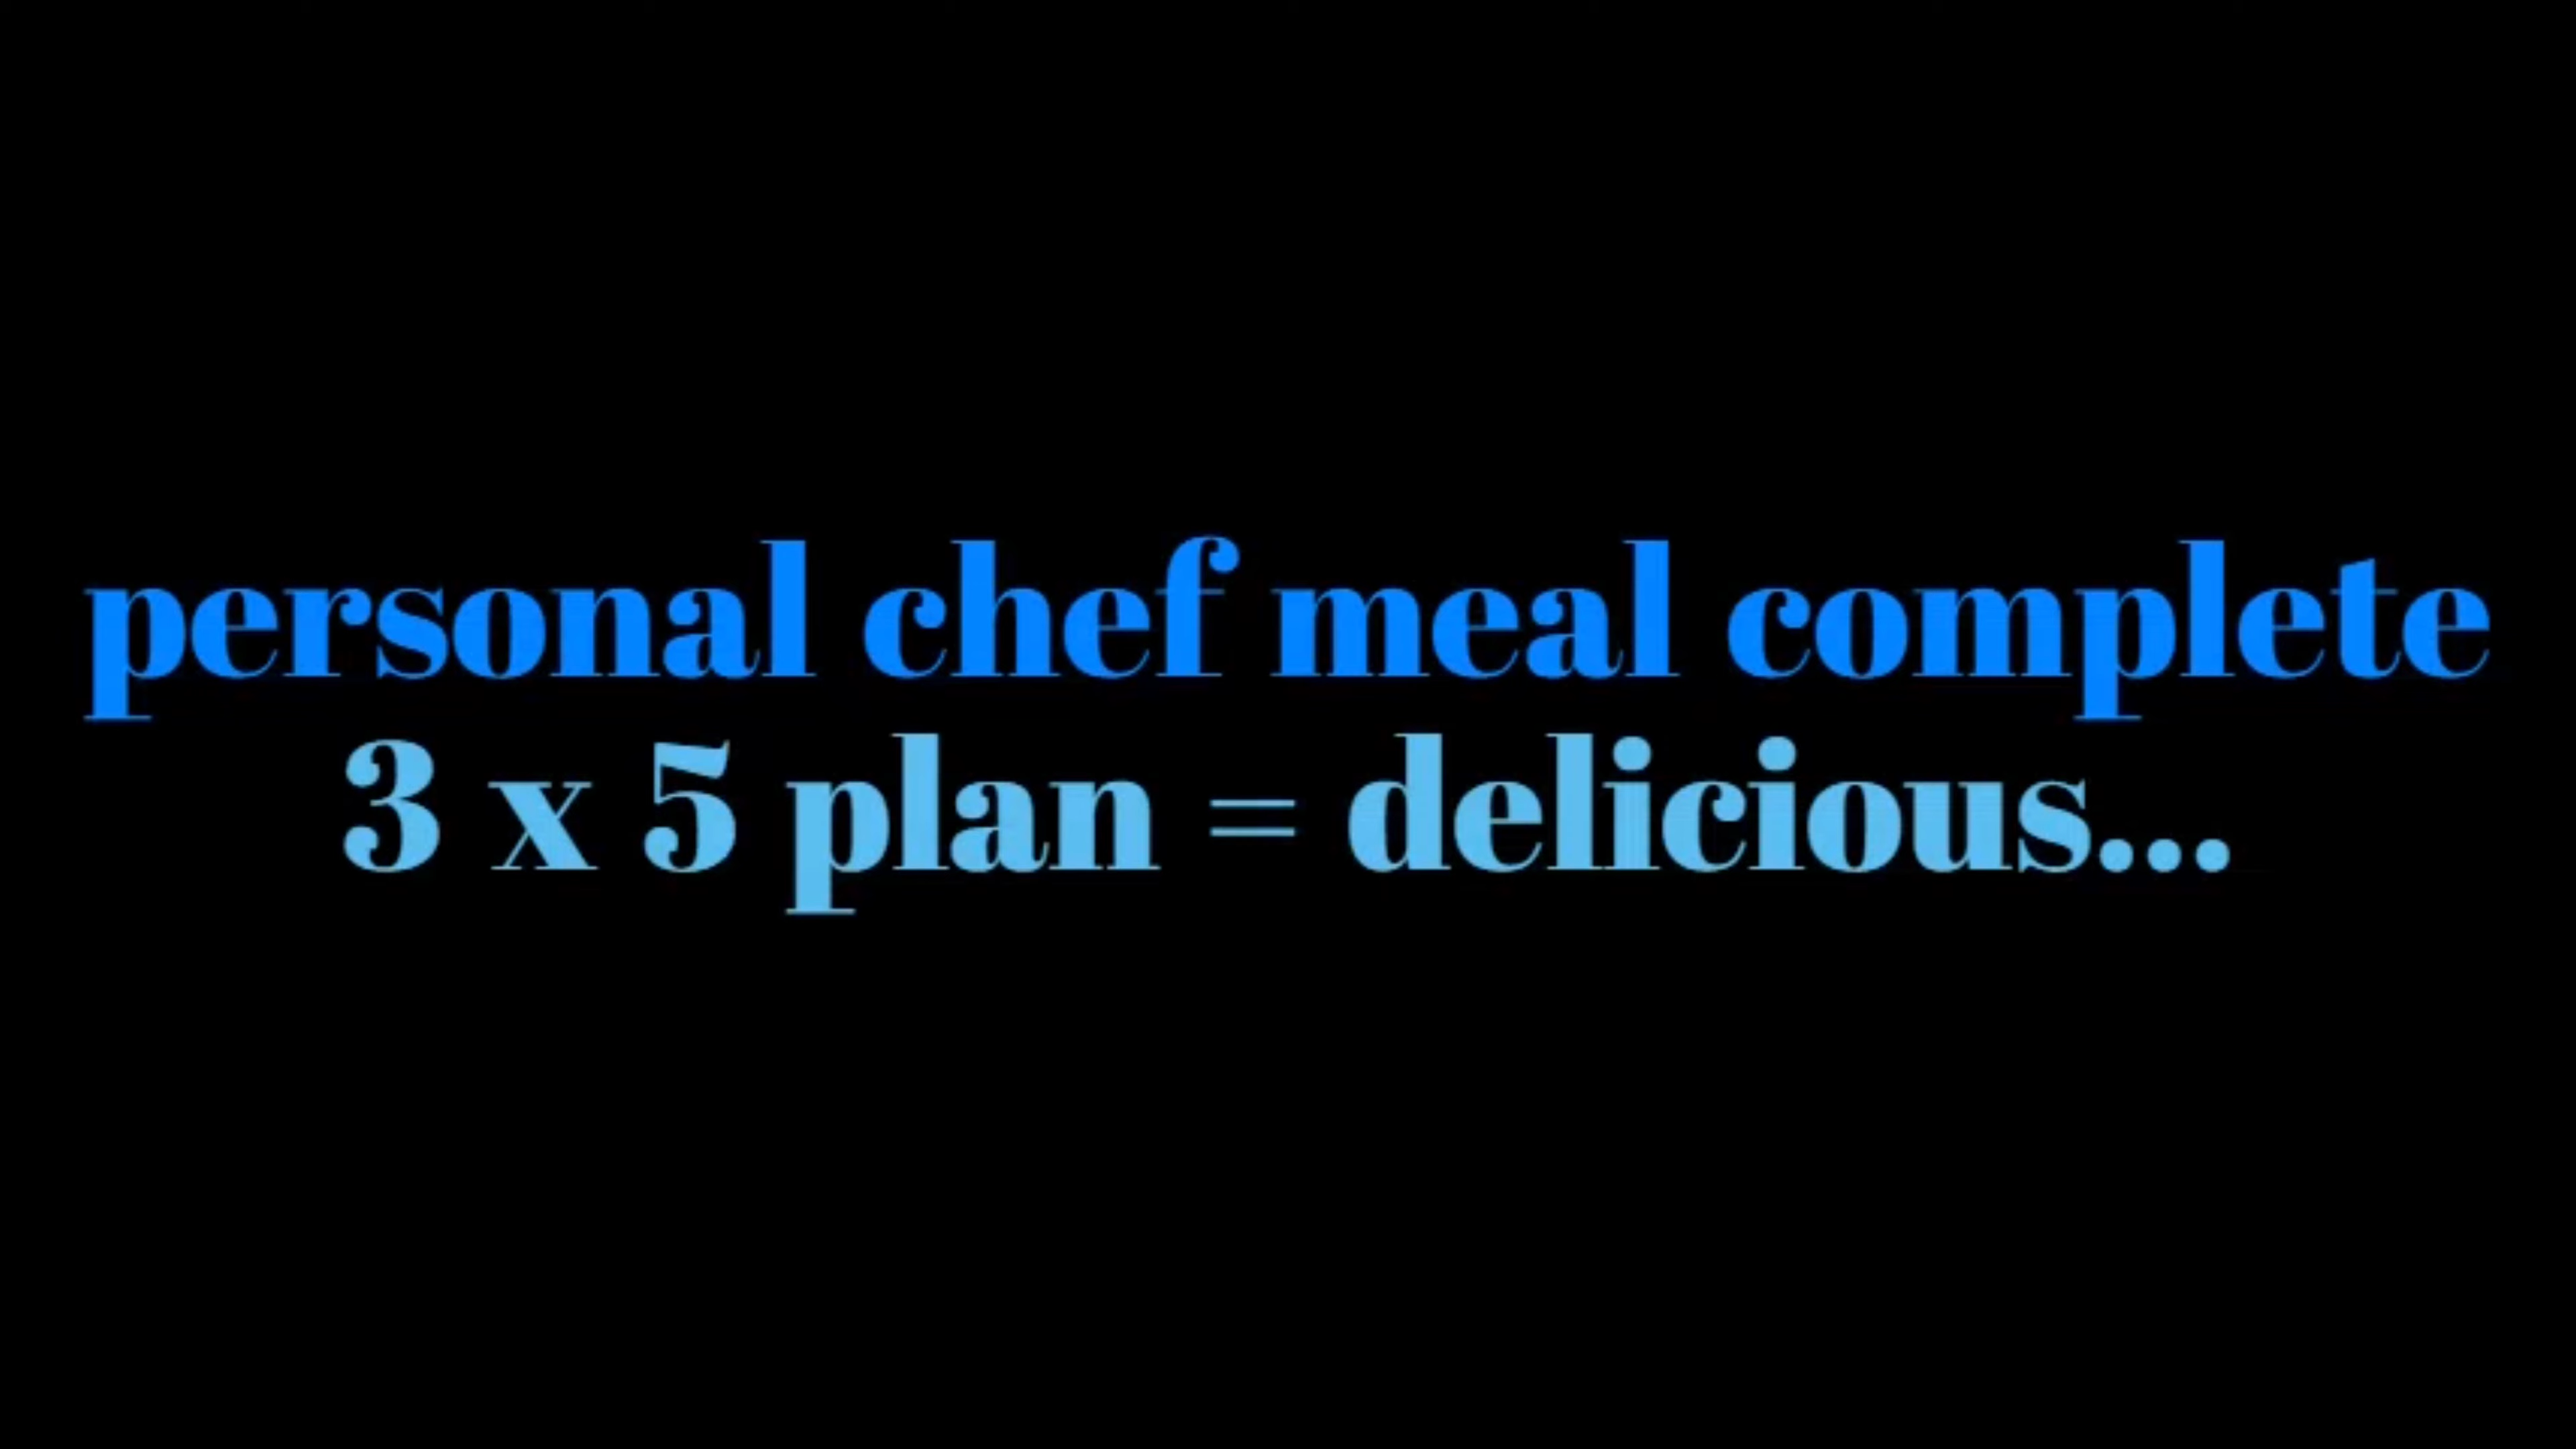 personal chef meal complete
3 x 5 plan = delicious...